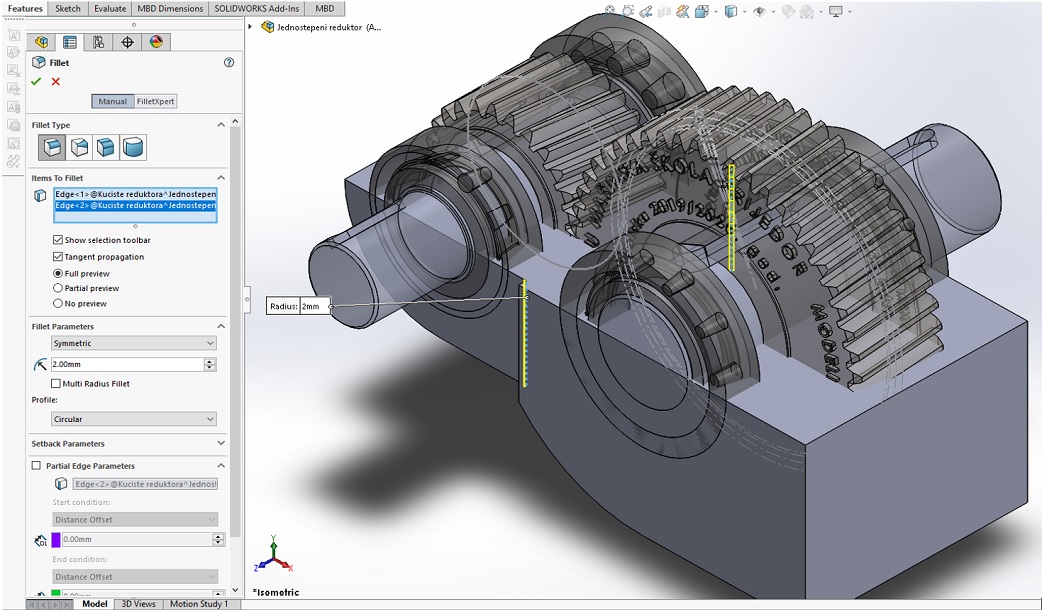 Features Sketch Evaluate MBD Dimensions SOLIDWORKS Add-Ins MBD
Jednostepeni reduktor (A...
Fillet
Manual FilletXpert
Fillet Type
Items To Fillet
Edge<1>@Kuciste reduktora^Jednostepen
Edge<2>@Kuciste reduktora^Jednostepen
Show selection toolbar
Tangent propagation
Full preview
Partial preview
No preview
Fillet Parameters
Symmetric
2.00mm
Multi Radius Fillet
Profile:
Circular
Setback Parameters
Partial Edge Parameters
Edge<2>@Kuciste reduktora^Jednost
Start condition:
Distance Offset
0.00mm
End condition:
Distance Offset
0.00mm
Radius: 2mm
Y
Z X
*Isometric
Model 3D Views Motion Study 1